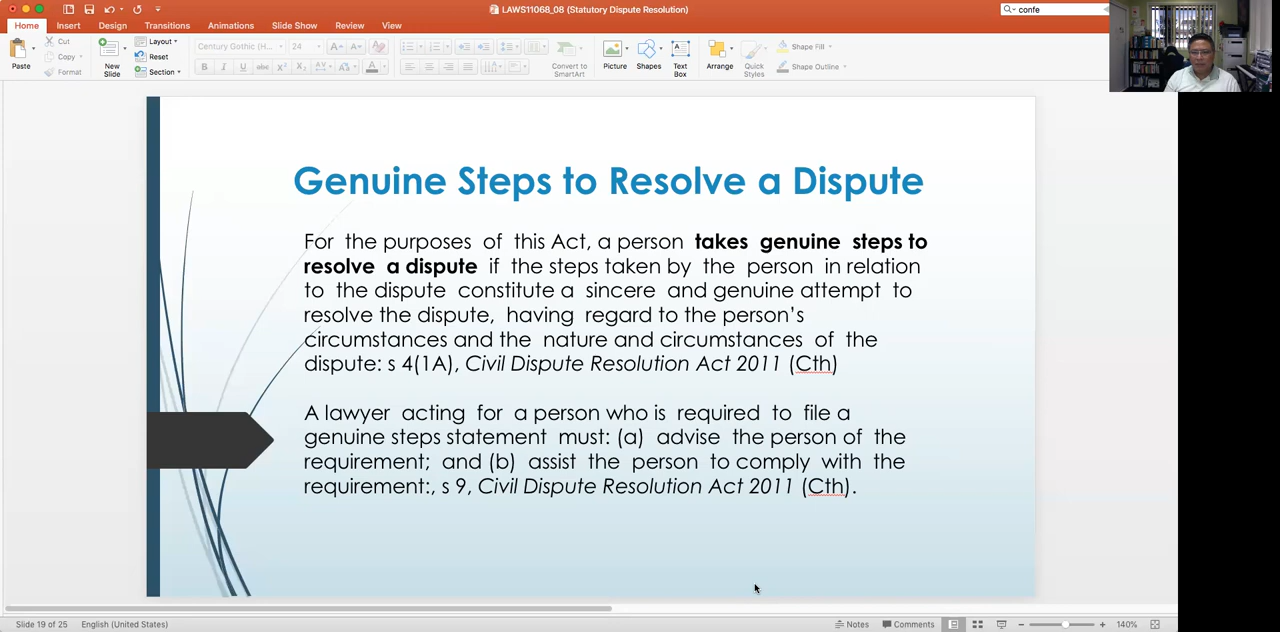 LAWS11068_08 (Statutory Dispute Resolution)
confe
Home Insert Design Transitions Animations Slide Show Review View
Paste
Cut
Copy
Format
New Slide
Layout
Reset
Section
Century Gothic (H... 24
Convert to SmartArt
Picture
Shapes
Text Box
Arrange
Quick Styles
Shape Fill
Shape Outline
Genuine Steps to Resolve a Dispute
For the purposes of this Act, a person takes genuine steps to
resolve a dispute if the steps taken by the person in relation
to the dispute constitute a sincere and genuine attempt to
resolve the dispute, having regard to the person's
circumstances and the nature and circumstances of the
dispute: s 4(1A), Civil Dispute Resolution Act 2011 (Cth)
A lawyer acting for a person who is required to file a
genuine steps statement must: (a) advise the person of the
requirement; and (b) assist the person to comply with the
requirement:, s 9, Civil Dispute Resolution Act 2011 (Cth).
Slide 19 of 25 English (United States) Notes Comments 140%